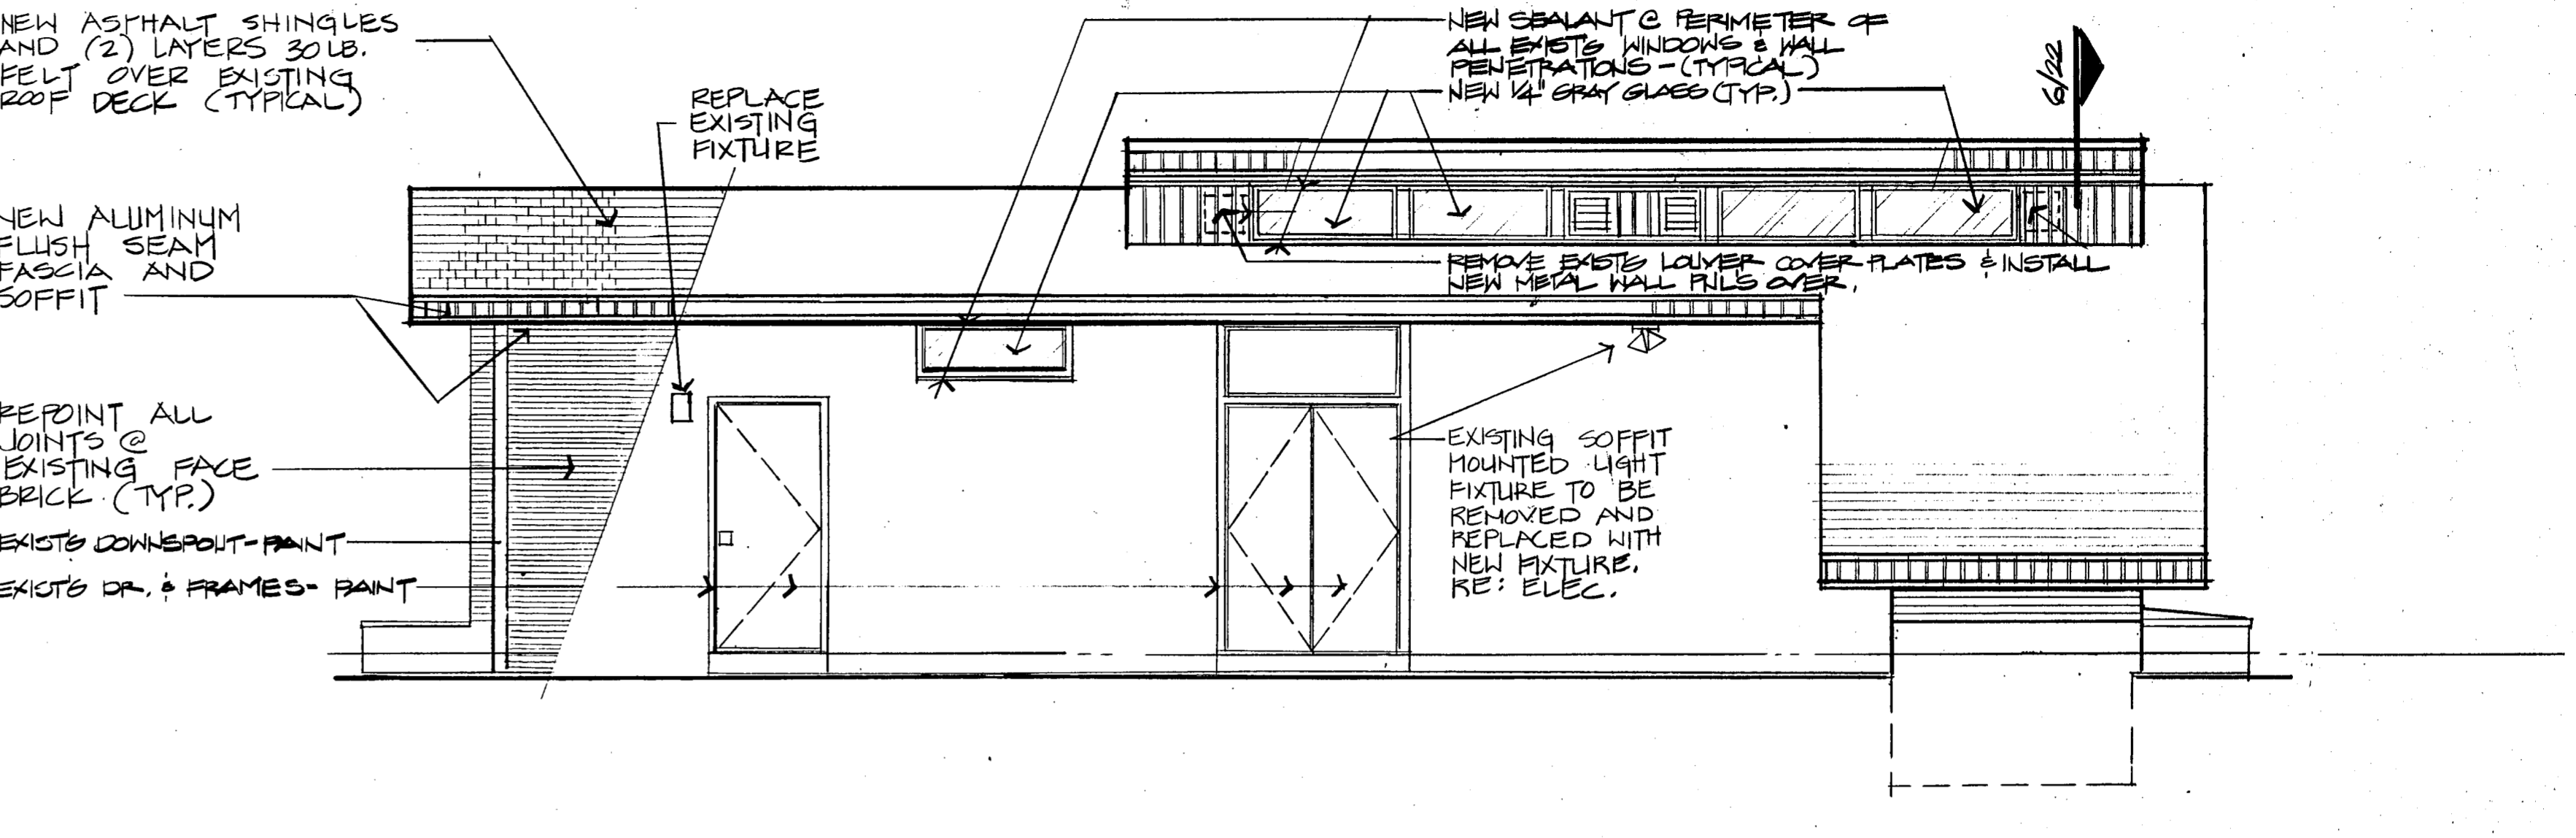 NEW ASPHALT SHINGLES
AND (2) LAYERS 30 LB.
FELT OVER EXISTING
ROOF DECK (TYPICAL)
REPLACE
EXISTING
FIXTURE
NEW SEALANT @ PERIMETER OF
ALL EXIST'G WINDOWS & WALL
PENETRATIONS - (TYPICAL)
NEW 1/4" GRAY GLASS (TYP.)
6/22
NEW ALUMINUM
FLUSH SEAM
FASCIA AND
SOFFIT
REMOVE EXIST'G LOUVER COVER PLATES & INSTALL
NEW METAL WALL PNL'S OVER.
REPOINT ALL
JOINTS @
EXISTING FACE
BRICK. (TYP.)
EXIST'G DOWNSPOUT - PAINT
EXIST'G DR. & FRAMES - PAINT
EXISTING SOFFIT
MOUNTED LIGHT
FIXTURE TO BE
REMOVED AND
REPLACED WITH
NEW FIXTURE.
RE: ELEC.